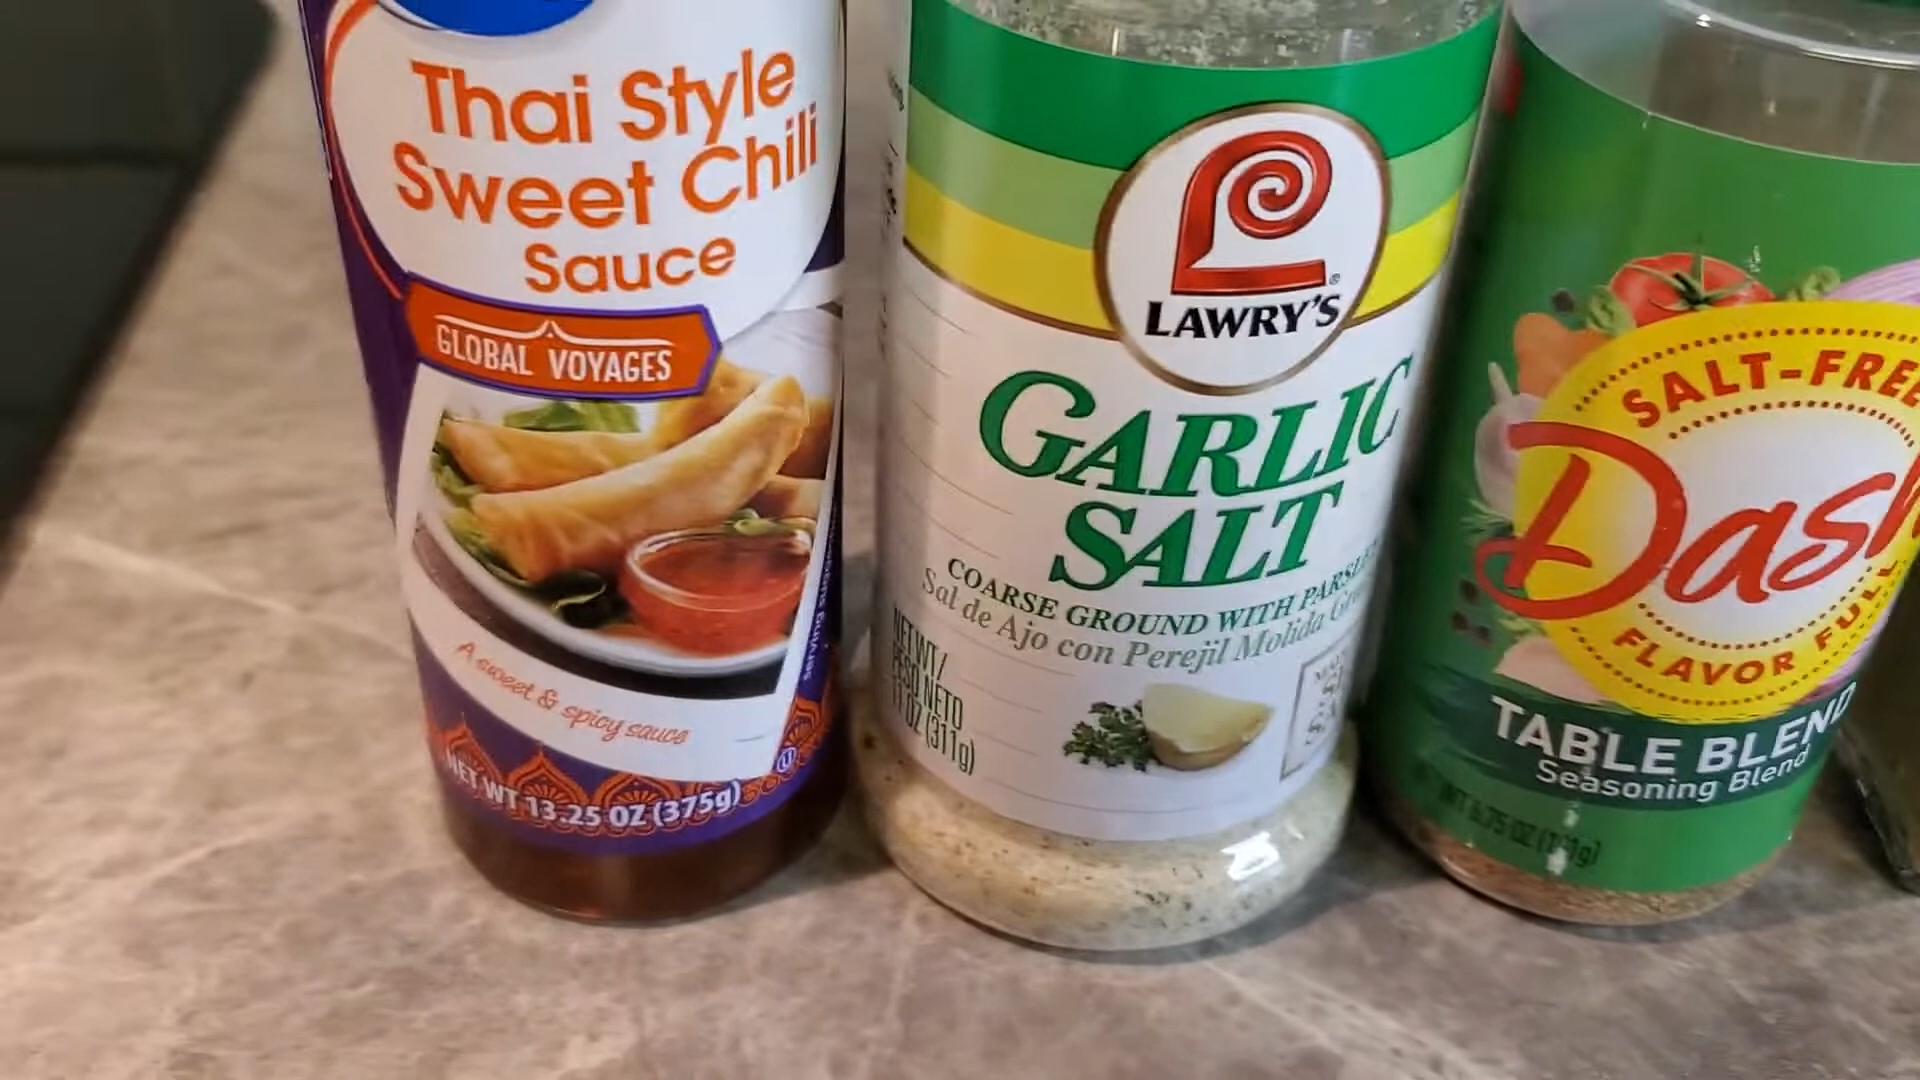 Thai Style
Sweet Chili
Sauce
GLOBAL VOYAGES
A sweet & spicy sauce
NET WT 13.25 OZ (375g)
LAWRY'S
GARLIC
SALT
COARSE GROUND WITH PARSLEY
Sal de Ajo con Perejil Molida
NET WT/
PESO NETO
11 OZ (311g)
SALT-FREE
Dash
FLAVOR FULL
TABLE BLEND
Seasoning Blend